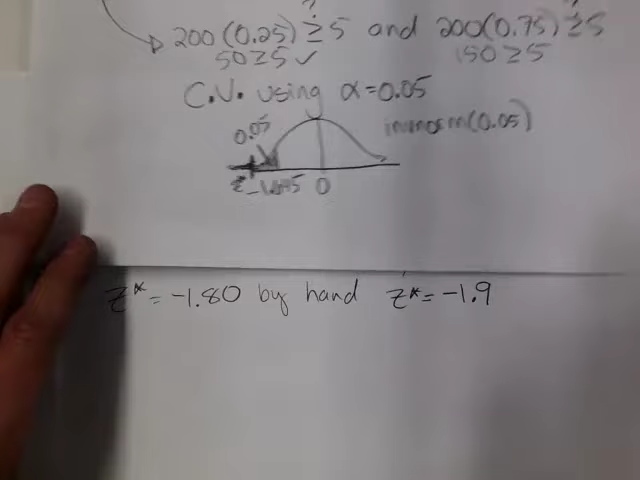 ?
?
200 (0.25) ≥ 5 and 200(0.75) ≥ 5
50 ≥ 5 ✓ 150 ≥ 5
C.V. using α = 0.05
0.05 invnorm(0.05)
z -1.645 0
z* = -1.80 by hand z* = -1.9